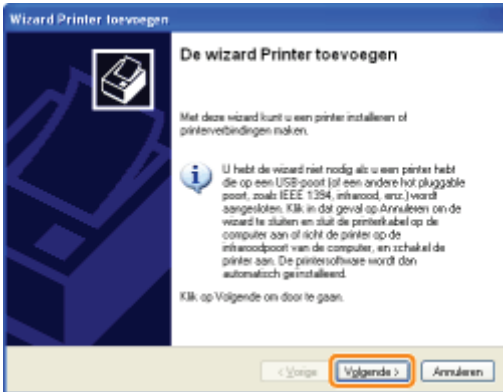 Wizard Printer toevoegen
De wizard Printer toevoegen
Met deze wizard kunt u een printer installeren of
printerverbindingen maken.
U hebt de wizard niet nodig als u een printer hebt
die op een USB-poort (of een andere hot pluggable
poort, zoals IEEE 1394, infrarood, enz.) wordt
aangesloten. Klik in dat geval op Annuleren om de
wizard te sluiten en sluit de printerkabel op de
computer aan of richt de printer op de
infraroodpoort van de computer, en schakel de
printer aan. De printersoftware wordt dan
automatisch geïnstalleerd.
Klik op Volgende om door te gaan.
< Vorige Volgende > Annuleren